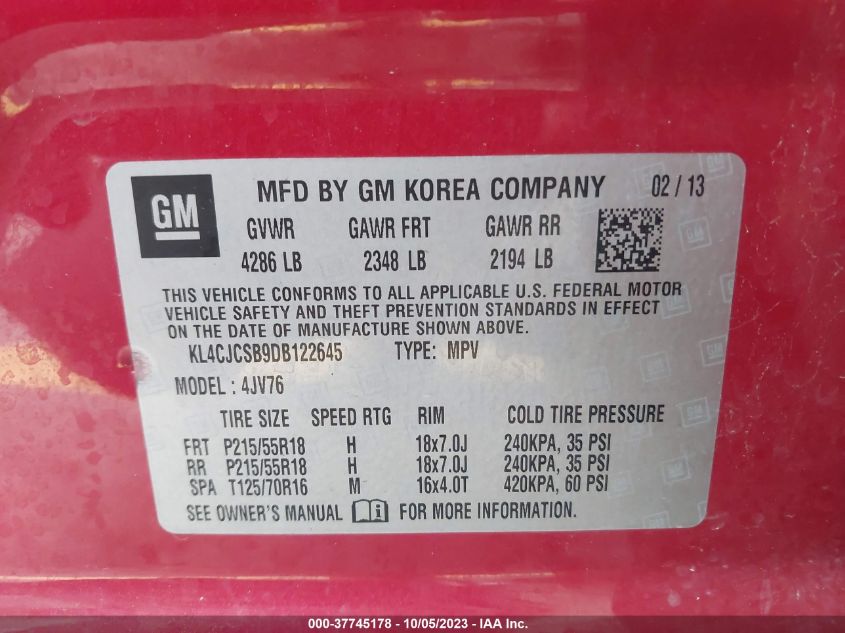 GM MFD BY GM KOREA COMPANY 02 / 13
GVWR GAWR FRT GAWR RR
4286 LB 2348 LB 2194 LB
THIS VEHICLE CONFORMS TO ALL APPLICABLE U.S. FEDERAL MOTOR
VEHICLE SAFETY AND THEFT PREVENTION STANDARDS IN EFFECT
ON THE DATE OF MANUFACTURE SHOWN ABOVE.
KL4CJCSB9DB122645 TYPE: MPV
MODEL : 4JV76
TIRE SIZE SPEED RTG RIM COLD TIRE PRESSURE
FRT P215/55R18 H 18x7.0J 240KPA, 35 PSI
RR P215/55R18 H 18x7.0J 240KPA, 35 PSI
SPA T125/70R16 M 16x4.0T 420KPA, 60 PSI
SEE OWNER'S MANUAL FOR MORE INFORMATION.
000-37745178 - 10/05/2023 - IAA Inc.